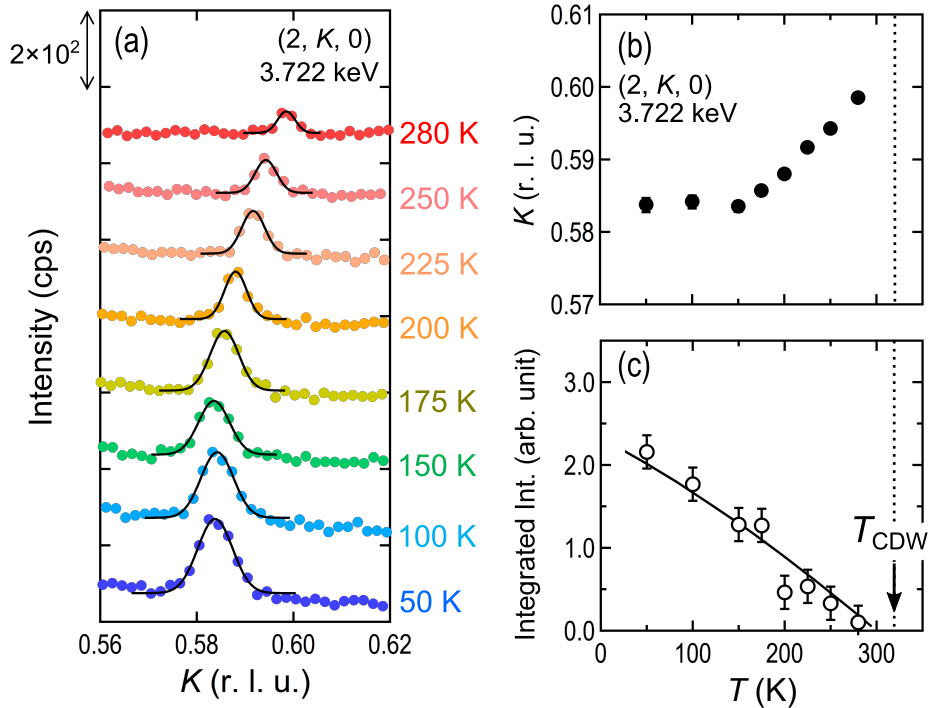 (a)
(2, K, 0)
3.722 keV
2×10²
280 K
250 K
225 K
200 K
175 K
150 K
100 K
50 K
Intensity (cps)
0.56 0.58 0.60 0.62
K (r. l. u.)
(b)
(2, K, 0)
3.722 keV
0.61
0.60
0.59
0.58
0.57
K (r. l. u.)
(c)
3.0
2.0
1.0
0.0
Integrated Int. (arb. unit)
T_CDW
0 100 200 300
T (K)